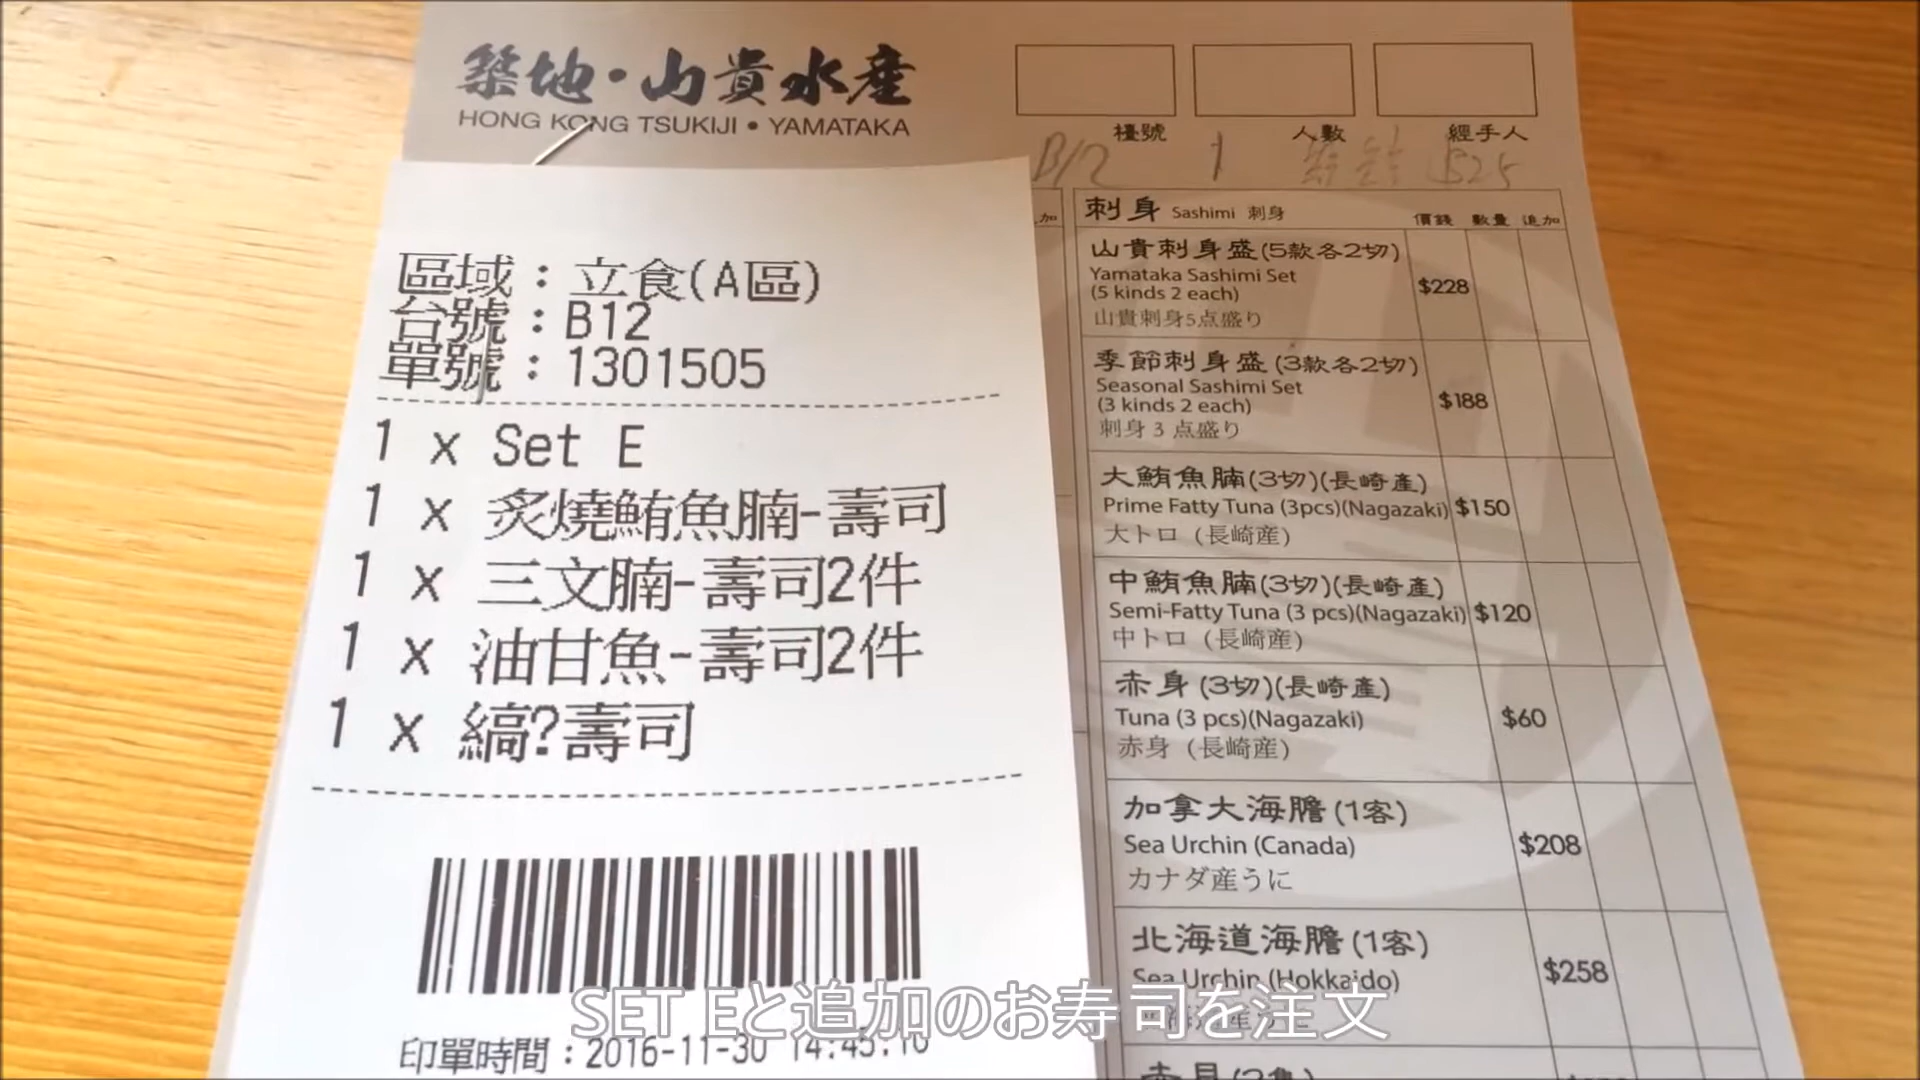 築地・山貴水産
HONG KONG TSUKIJI • YAMATAKA
檯號
人數
經手人
B12
1
$25
區域：立食(A區)
台號：B12
單號：1301505
1 x Set E
1 x 炙燒鮪魚腩-壽司
1 x 三文腩-壽司2件
1 x 油甘魚-壽司2件
1 x 縞?壽司
印單時間：2016-11-30 14:45:10
加
刺身 Sashimi 刺身
價錢 數量 追加
山貴刺身盛(5款各2切)
Yamataka Sashimi Set
(5 kinds 2 each)
$228
山貴刺身5点盛り
季節刺身盛(3款各2切)
Seasonal Sashimi Set
(3 kinds 2 each)
$188
刺身3点盛り
大鮪魚腩(3切)(長崎產)
Prime Fatty Tuna (3pcs)(Nagazaki) $150
大トロ（長崎産）
中鮪魚腩(3切)(長崎產)
Semi-Fatty Tuna (3 pcs)(Nagazaki) $120
中トロ（長崎産）
赤身(3切)(長崎產)
Tuna (3 pcs)(Nagazaki) $60
赤身（長崎産）
加拿大海膽(1客)
Sea Urchin (Canada) $208
カナダ産うに
北海道海膽(1客)
Sea Urchin (Hokkaido) $258
赤貝
SET Eと追加のお寿司を注文